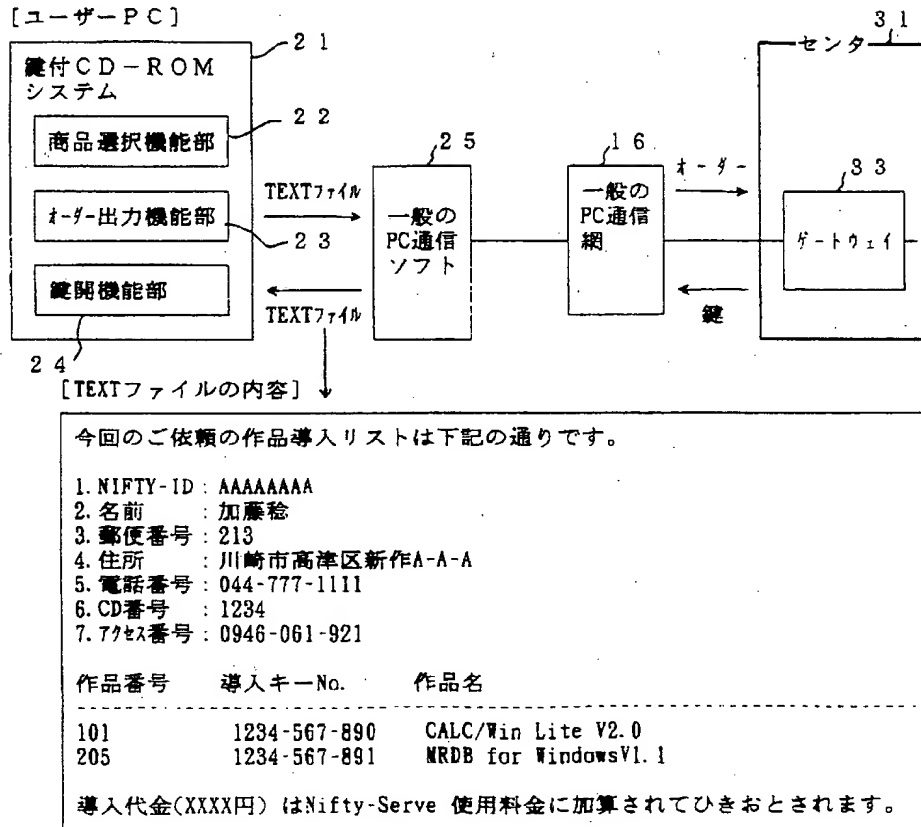 [ユーザーPC]
21
31
センタ
鍵付CD-ROM
システム
商品選択機能部
22
オーダー出力機能部
23
鍵開機能部
24
TEXTファイル
TEXTファイル
25
一般の
PC通信
ソフト
16
一般の
PC通信
網
オーダー
鍵
33
ゲートウェイ
[TEXTファイルの内容]
今回のご依頼の作品導入リストは下記の通りです。
1. NIFTY-ID : AAAAAAAA
2. 名前 : 加藤稔
3. 郵便番号 : 213
4. 住所 : 川崎市高津区新作A-A-A
5. 電話番号 : 044-777-1111
6. CD番号 : 1234
7. アクセス番号 : 0946-061-921
作品番号 導入キーNo. 作品名
101 1234-567-890 CALC/Win Lite V2.0
205 1234-567-891 NRDB for WindowsV1.1
導入代金(XXXX円) はNifty-Serve 使用料金に加算されてひきおとされます。